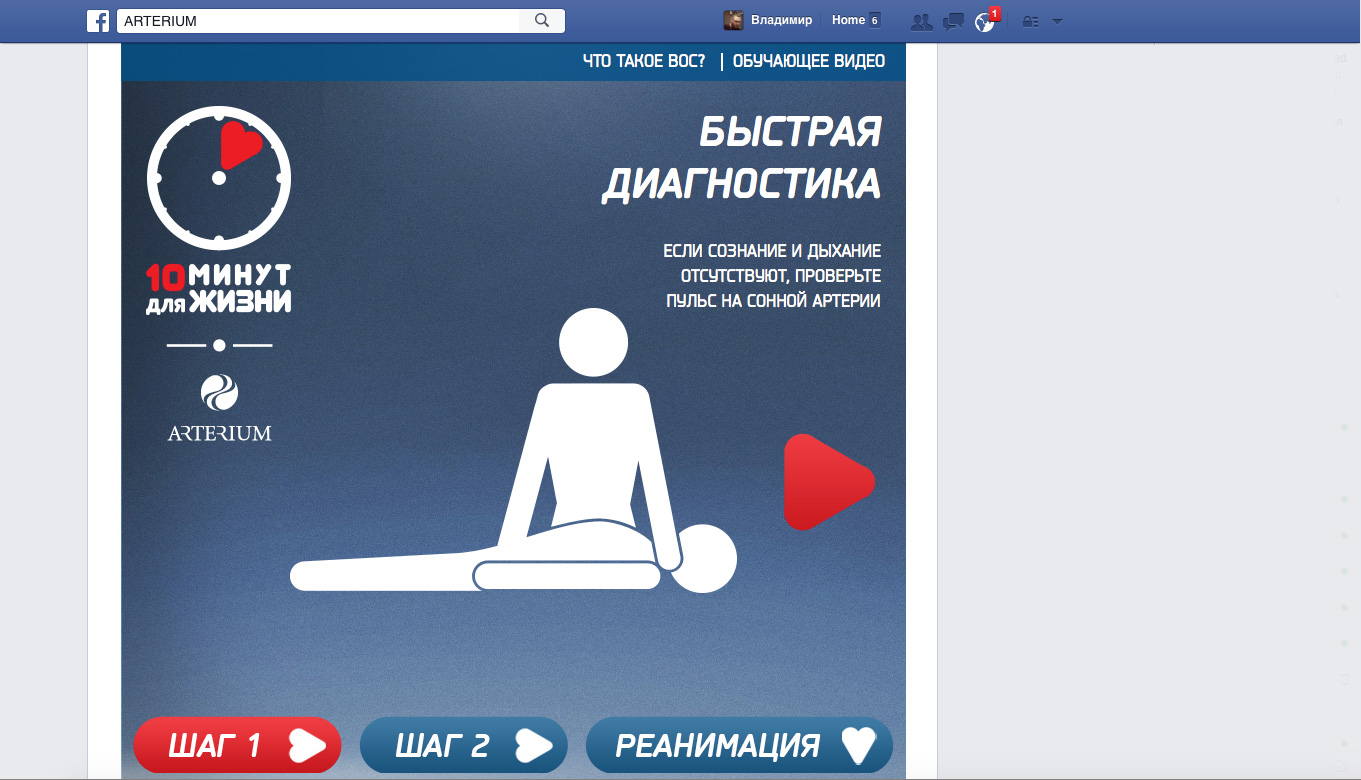 ARTERIUM
Владимир
Home 6
1
ЧТО ТАКОЕ ВОС? | ОБУЧАЮЩЕЕ ВИДЕО
БЫСТРАЯ
ДИАГНОСТИКА
ЕСЛИ СОЗНАНИЕ И ДЫХАНИЕ
ОТСУТСТВУЮТ, ПРОВЕРЬТЕ
ПУЛЬС НА СОННОЙ АРТЕРИИ
10 МИНУТ
ДЛЯ ЖИЗНИ
ARTERIUM
ШАГ 1
ШАГ 2
РЕАНИМАЦИЯ